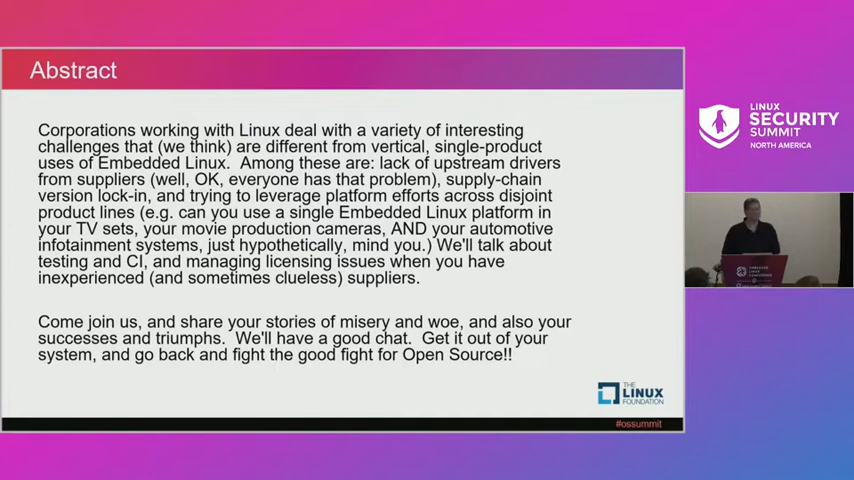 Abstract
Corporations working with Linux deal with a variety of interesting
challenges that (we think) are different from vertical, single-product
uses of Embedded Linux.  Among these are: lack of upstream drivers
from suppliers (well, OK, everyone has that problem), supply-chain
version lock-in, and trying to leverage platform efforts across disjoint
product lines (e.g. can you use a single Embedded Linux platform in
your TV sets, your movie production cameras, AND your automotive
infotainment systems, just hypothetically, mind you.) We'll talk about
testing and CI, and managing licensing issues when you have
inexperienced (and sometimes clueless) suppliers.
Come join us, and share your stories of misery and woe, and also your
successes and triumphs.  We'll have a good chat.  Get it out of your
system, and go back and fight the good fight for Open Source!!
THE
LINUX
FOUNDATION
#ossummit
LINUX
SECURITY
SUMMIT
NORTH AMERICA
EMBEDDED
LINUX
CONFERENCE